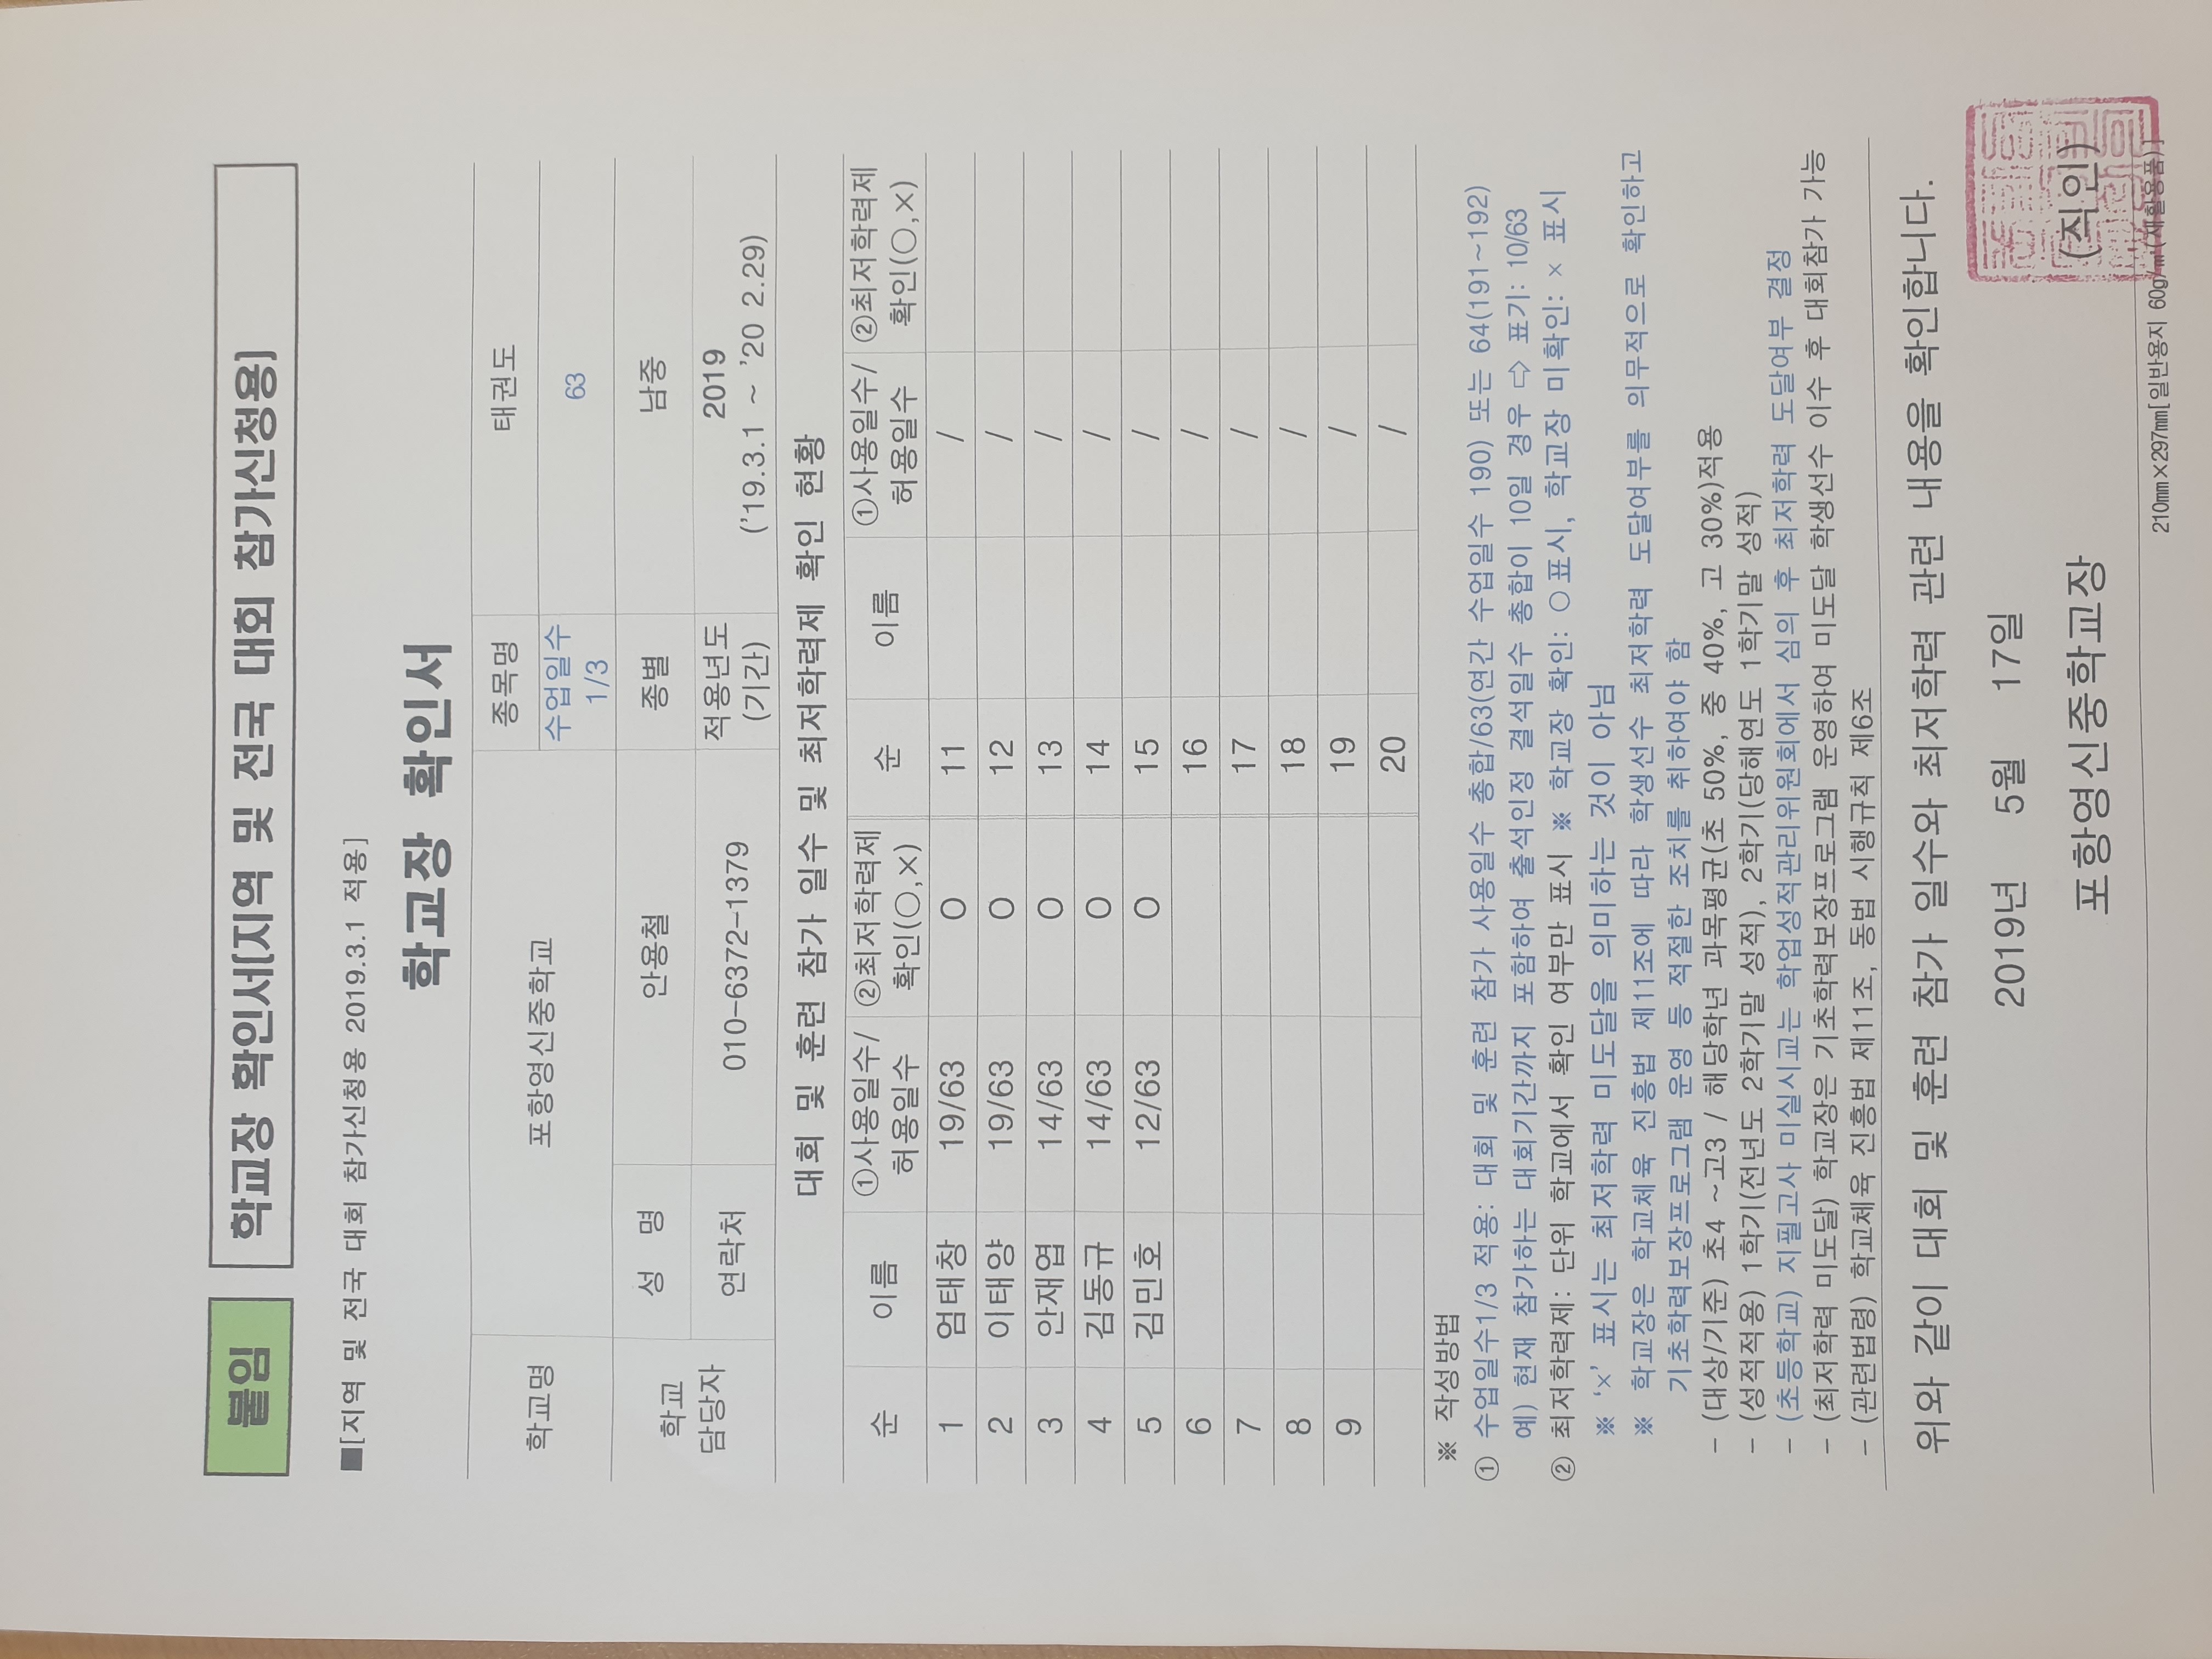 붙임 학교장 확인서[지역 및 전국 대회 참가신청용]
■[지역 및 전국 대회 참가신청용 2019.3.1 적용]
학교장 확인서
학교명 포항영신중학교 종목명 태권도
수업일수 1/3 63
학교 담당자 성 명 안용철 종별 남중
연락처 010-6372-1379 적용년도 (기간) 2019 ('19.3.1 ~ '20 2.29)
대회 및 훈련 참가 일수 및 최저학력제 확인 현황
순 이름 ①사용일수/허용일수 ②최저학력제 확인(○,×) 순 이름 ①사용일수/허용일수 ②최저학력제 확인(○,×)
1 엄태창 19/63 O 11 /
2 이태양 19/63 O 12 /
3 안재엽 14/63 O 13 /
4 김동규 14/63 O 14 /
5 김민호 12/63 O 15 /
6 16 /
7 17 /
8 18 /
9 19 /
20 /
※ 작성방법
① 수업일수1/3 적용: 대회 및 훈련 참가 사용일수 총합/63(연간 수업일수 190) 또는 64(191~192)
예) 현재 참가하는 대회기간까지 포함하여 출석인정 결석일수 총합이 10일 경우 ⇨ 표기: 10/63
② 최저학력제: 단위 학교에서 확인 여부만 표시 ※ 학교장 확인: ○ 표시, 학교장 미확인: × 표시
※ '×' 표시는 최저학력 미도달을 의미하는 것이 아님
※ 학교장은 학교체육 진흥법 제11조에 따라 학생선수 최저학력 도달여부를 의무적으로 확인하고
기초학력보장프로그램 운영 등 적절한 조치를 취하여야 함
- (대상/기준) 초4 ~고3 / 해당학년 과목평균(초 50%, 중 40%, 고 30%)적용
- (성적적용) 1학기(전년도 2학기말 성적), 2학기(당해연도 1학기말 성적)
- (초등학교) 지필고사 미실시교는 학업성적관리위원회에서 심의 후 최저학력 도달여부 결정
- (최저학력 미도달) 학교장은 기초학력보장프로그램 운영하여 미도달 학생선수 이수 후 대회참가 가능
- (관련법령) 학교체육 진흥법 제11조, 동법 시행규칙 제6조
위와 같이 대회 및 훈련 참가 일수와 최저학력 관련 내용을 확인합니다.
2019년 5월 17일
포항영신중학교장 (직인)
210㎜×297㎜[일반용지 60g/㎡(재활용품)]